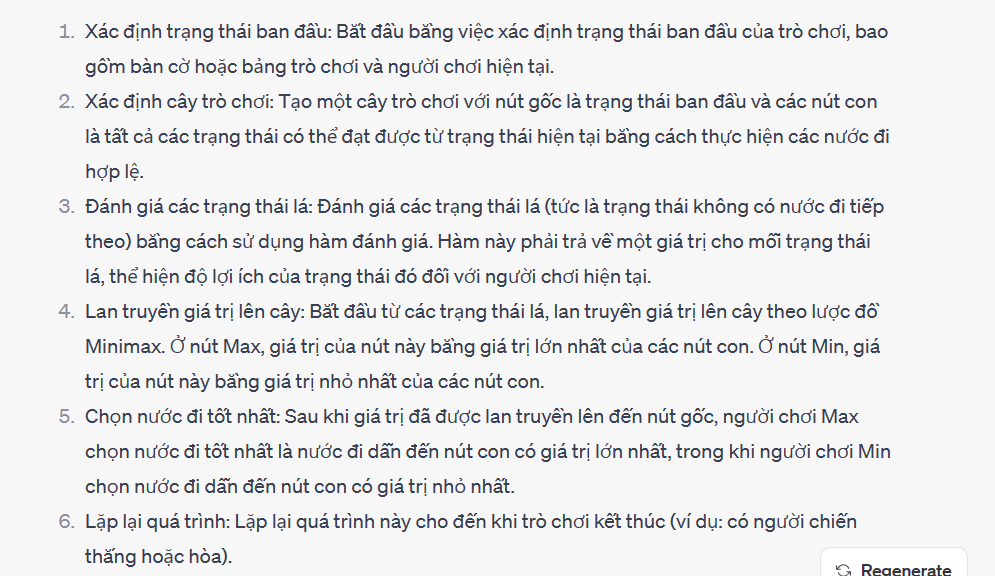 1. Xác định trạng thái ban đầu: Bắt đầu bằng việc xác định trạng thái ban đầu của trò chơi, bao
gồm bàn cờ hoặc bảng trò chơi và người chơi hiện tại.
2. Xác định cây trò chơi: Tạo một cây trò chơi với nút gốc là trạng thái ban đầu và các nút con
là tất cả các trạng thái có thể đạt được từ trạng thái hiện tại bằng cách thực hiện các nước đi
hợp lệ.
3. Đánh giá các trạng thái lá: Đánh giá các trạng thái lá (tức là trạng thái không có nước đi tiếp
theo) bằng cách sử dụng hàm đánh giá. Hàm này phải trả về một giá trị cho mỗi trạng thái
lá, thể hiện độ lợi ích của trạng thái đó đối với người chơi hiện tại.
4. Lan truyền giá trị lên cây: Bắt đầu từ các trạng thái lá, lan truyền giá trị lên cây theo lược đồ
Minimax. Ở nút Max, giá trị của nút này bằng giá trị lớn nhất của các nút con. Ở nút Min, giá
trị của nút này bằng giá trị nhỏ nhất của các nút con.
5. Chọn nước đi tốt nhất: Sau khi giá trị đã được lan truyền lên đến nút gốc, người chơi Max
chọn nước đi tốt nhất là nước đi dẫn đến nút con có giá trị lớn nhất, trong khi người chơi Min
chọn nước đi dẫn đến nút con có giá trị nhỏ nhất.
6. Lặp lại quá trình: Lặp lại quá trình này cho đến khi trò chơi kết thúc (ví dụ: có người chiến
thắng hoặc hòa).
Regenerate